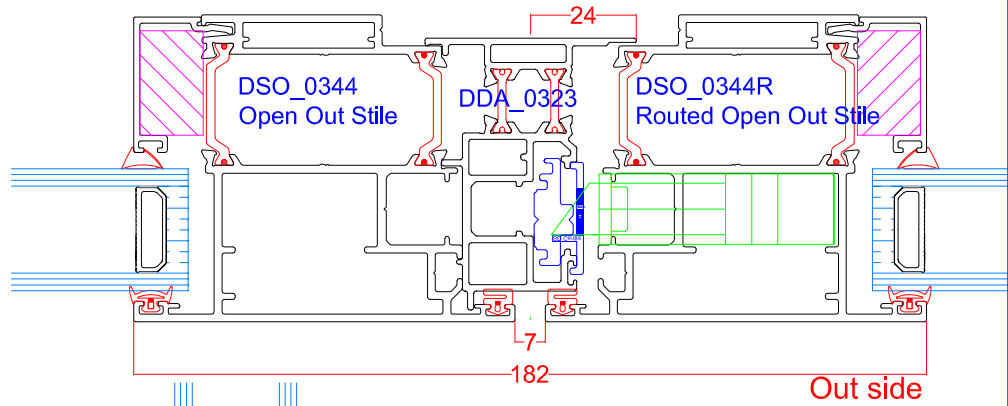 24
DSO_0344
Open Out Stile
DDA_0323
DSO_0344R
Routed Open Out Stile
7
182
Out side